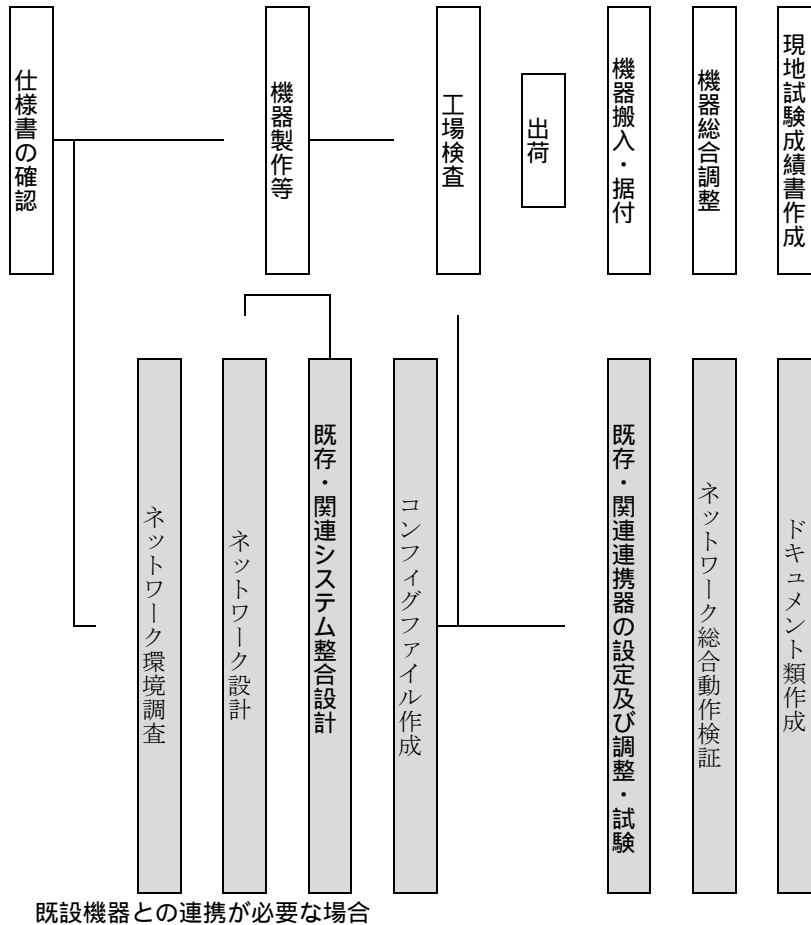 仕様書の確認
機器製作等
工場検査
出荷
機器搬入・据付
機器総合調整
現地試験成績書作成
ネットワーク環境調査
ネットワーク設計
既存・関連システム整合設計
コンフィグファイル作成
既存・関連連携器の設定及び調整・試験
ネットワーク総合動作検証
ドキュメント類作成
既設機器との連携が必要な場合